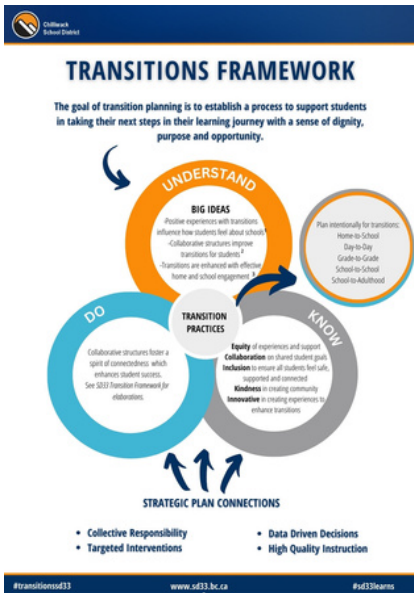 Chilliwack
School District
TRANSITIONS FRAMEWORK
The goal of transition planning is to establish a process to support students
in taking their next steps in their learning journey with a sense of dignity,
purpose and opportunity.
UNDERSTAND
BIG IDEAS
-Positive experiences with transitions
influence how students feel about schools 1
-Collaborative structures improve
transitions for students 2
-Transitions are enhanced with effective
home and school engagement 3
Plan intentionally for transitions:
Home-to-School
Day-to-Day
Grade-to-Grade
School-to-School
School-to-Adulthood
TRANSITION
PRACTICES
DO
Collaborative structures foster a
spirit of connectedness which
enhances student success.
See SD33 Transition Framework for
elaborations.
KNOW
Equity of experiences and support
Collaboration on shared student goals
Inclusion to ensure all students feel safe,
supported and connected
Kindness in creating community
Innovative in creating experiences to
enhance transitions
STRATEGIC PLAN CONNECTIONS
• Collective Responsibility
• Targeted Interventions
• Data Driven Decisions
• High Quality Instruction
#transitionssd33
www.sd33.bc.ca
#sd33learns